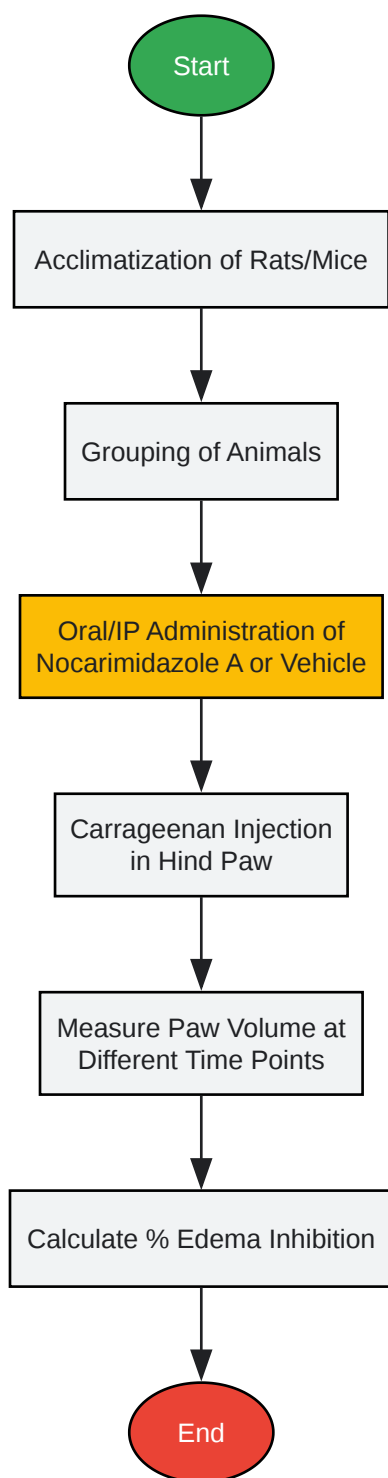 Start
Acclimatization of Rats/Mice
Grouping of Animals
Oral/IP Administration of
Nocarimidazole A or Vehicle
Carrageenan Injection
in Hind Paw
Measure Paw Volume at
Different Time Points
Calculate % Edema Inhibition
End